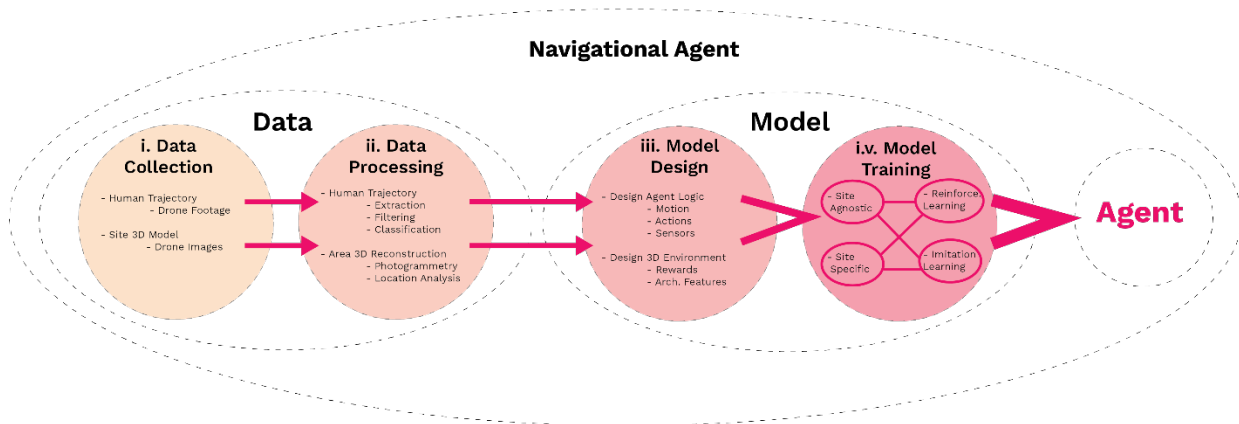 Navigational Agent
Data
i. Data
Collection
- Human Trajectory
- Drone Footage
- Site 3D Model
- Drone Images
ii. Data
Processing
- Human Trajectory
- Extraction
- Filtering
- Classification
- Area 3D Reconstruction
- Photogrammetry
- Location Analysis
Model
iii. Model
Design
- Design Agent Logic
- Motion
- Actions
- Sensors
- Design 3D Environment
- Rewards
- Arch. Features
i.v. Model
Training
- Site
Agnostic
- Reinforce
Learning
- Site
Specific
- Imitation
Learning
Agent